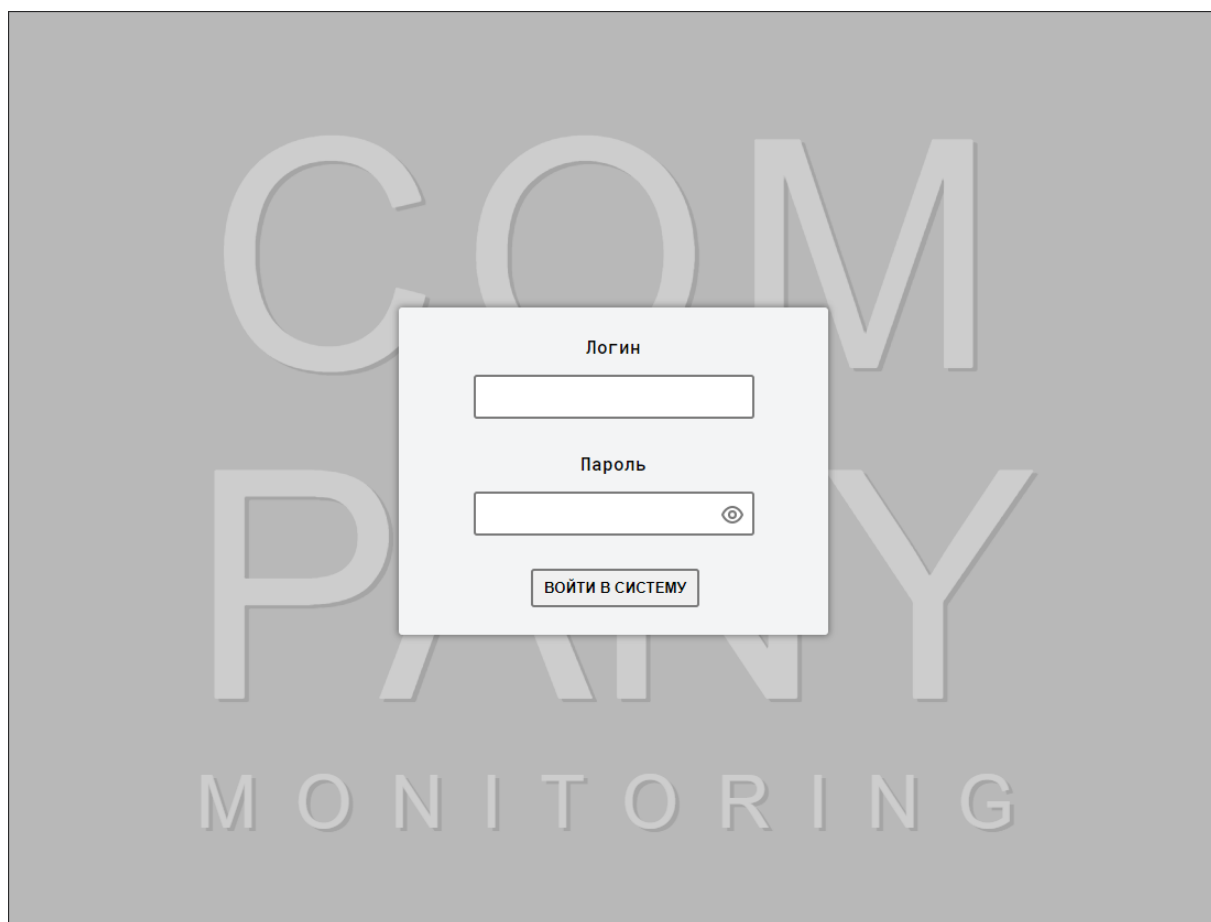 COM
Логин
Пароль
PANY
ВОЙТИ В СИСТЕМУ
MONITORING